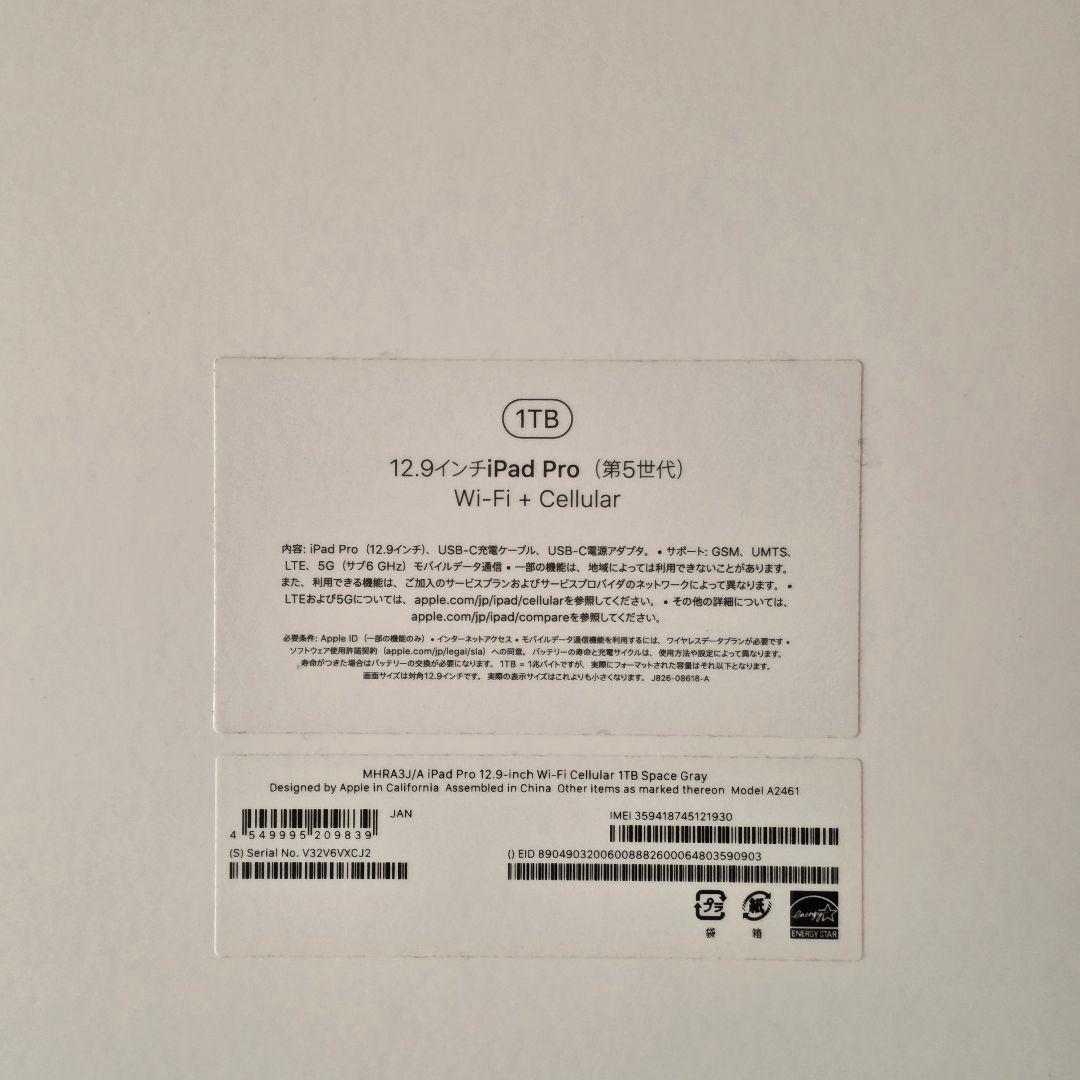 1TB
12.9インチiPad Pro（第5世代）
Wi-Fi + Cellular
内容: iPad Pro（12.9インチ）、USB-C充電ケーブル、USB-C電源アダプタ。• サポート: GSM、UMTS、
LTE、5G（サブ6 GHz）モバイルデータ通信 • 一部の機能は、地域によっては利用できないことがあります。
また、利用できる機能は、ご加入のサービスプランおよびサービスプロバイダのネットワークによって異なります。•
LTEおよび5Gについては、apple.com/jp/ipad/cellularを参照してください。• その他の詳細については、
apple.com/jp/ipad/compareを参照してください。
必要条件: Apple ID（一部の機能のみ）• インターネットアクセス • モバイルデータ通信機能を利用するには、ワイヤレスデータプランが必要です •
ソフトウェア使用許諾契約（apple.com/jp/legal/sla）への同意。バッテリーの寿命と充電サイクルは、使用方法や設定によって異なります。
寿命がつきた場合はバッテリーの交換が必要になります。1TB = 1兆バイトですが、実際にフォーマットされた容量はそれ以下となります。
画面サイズは対角12.9インチです。実際の表示サイズはこれよりも小さくなります。J826-08618-A
MHRA3J/A iPad Pro 12.9-inch Wi-Fi Cellular 1TB Space Gray
Designed by Apple in California Assembled in China Other items as marked thereon Model A2461
JAN
4 549995 209839
IMEI 359418745121930
(S) Serial No. V32V6VXCJ2
() EID 89049032006008882600064803590903
プラ
袋
紙
箱
energy
ENERGY STAR